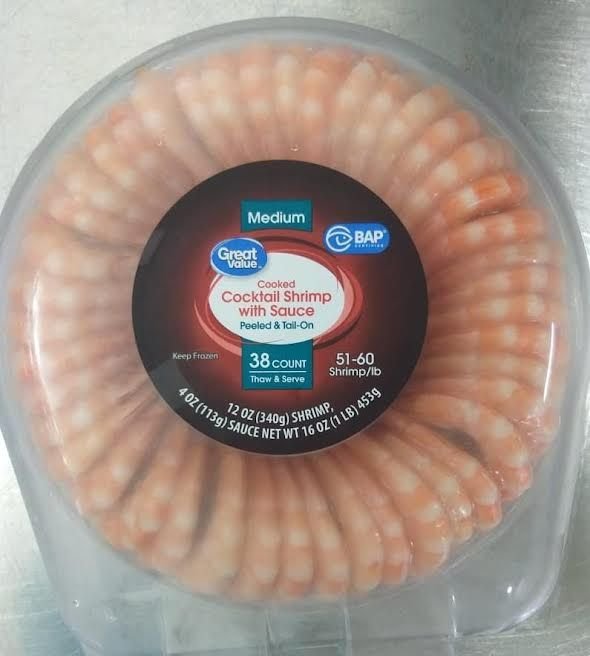 Medium
BAP®
CERTIFIED
Great
Value™
Cooked
Cocktail Shrimp
with Sauce
Peeled & Tail-On
Keep Frozen
38 COUNT
Thaw & Serve
51-60
Shrimp/lb
12 OZ (340g) SHRIMP,
4 OZ (113g) SAUCE NET WT 16 OZ (1 LB) 453g